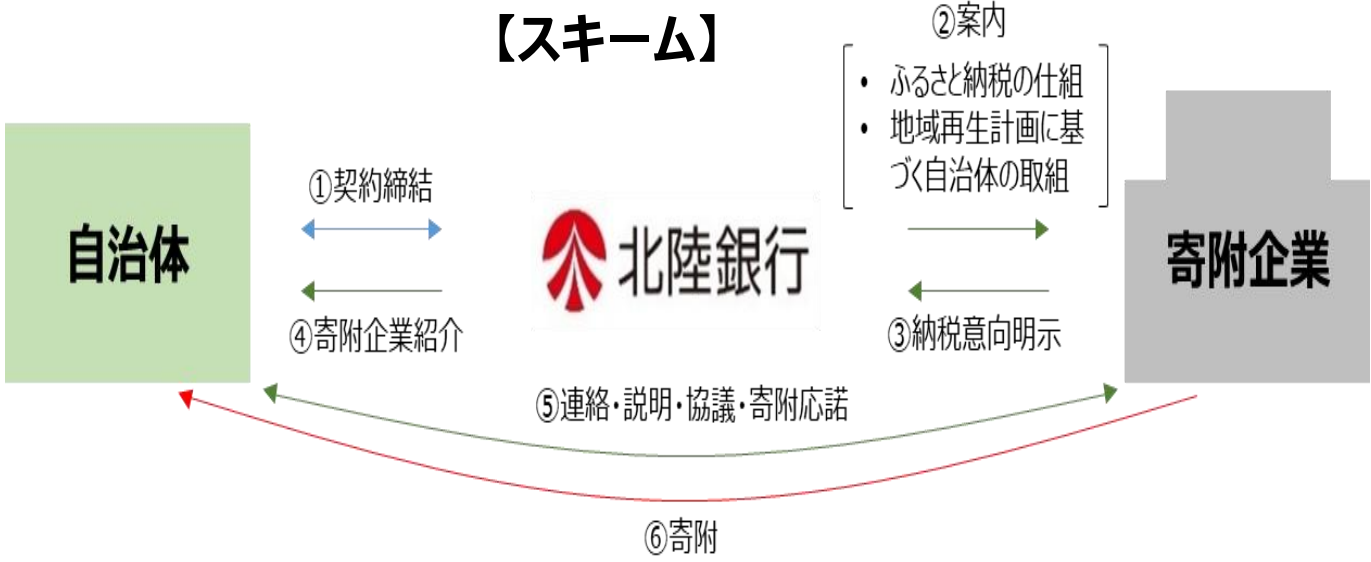 【スキーム】
②案内
• ふるさと納税の仕組
• 地域再生計画に基
づく自治体の取組
①契約締結
自治体
北陸銀行
寄附企業
④寄附企業紹介
③納税意向明示
⑤連絡・説明・協議・寄附応諾
⑥寄附